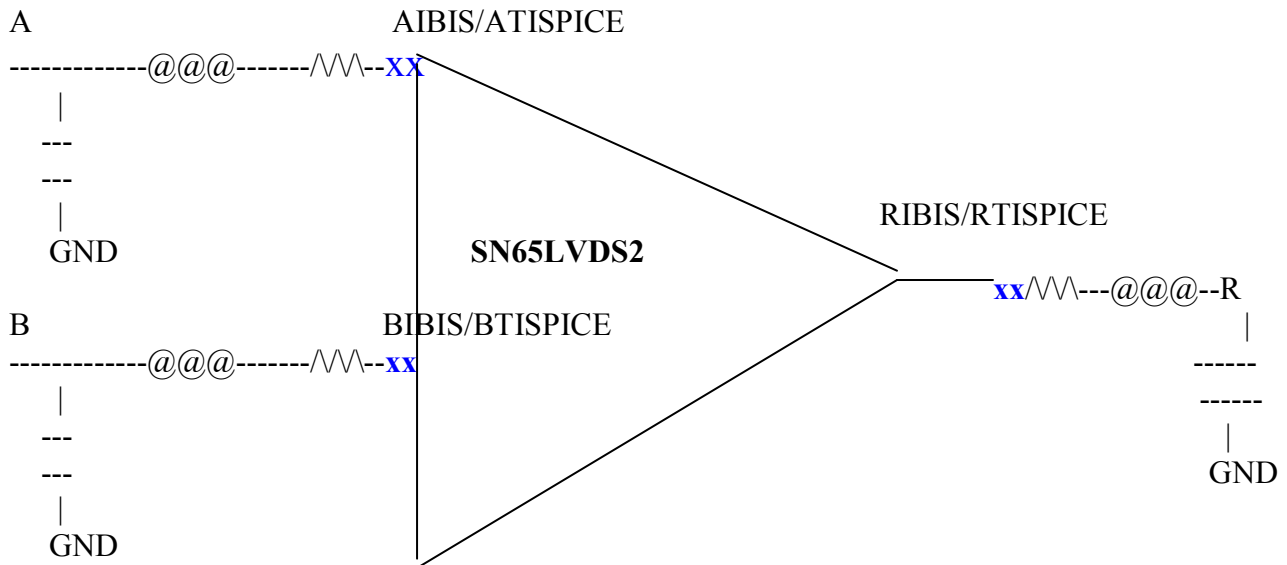 A AIBIS/ATISPICE
-------------@@@-------/\/\/\--XX
|
---
---
|
GND
RIBIS/RTISPICE
SN65LVDS2
xx/\/\/\---@@@--R
|
------
------
|
GND
B BIBIS/BTISPICE
-------------@@@-------/\/\/\--xx
|
---
---
|
GND